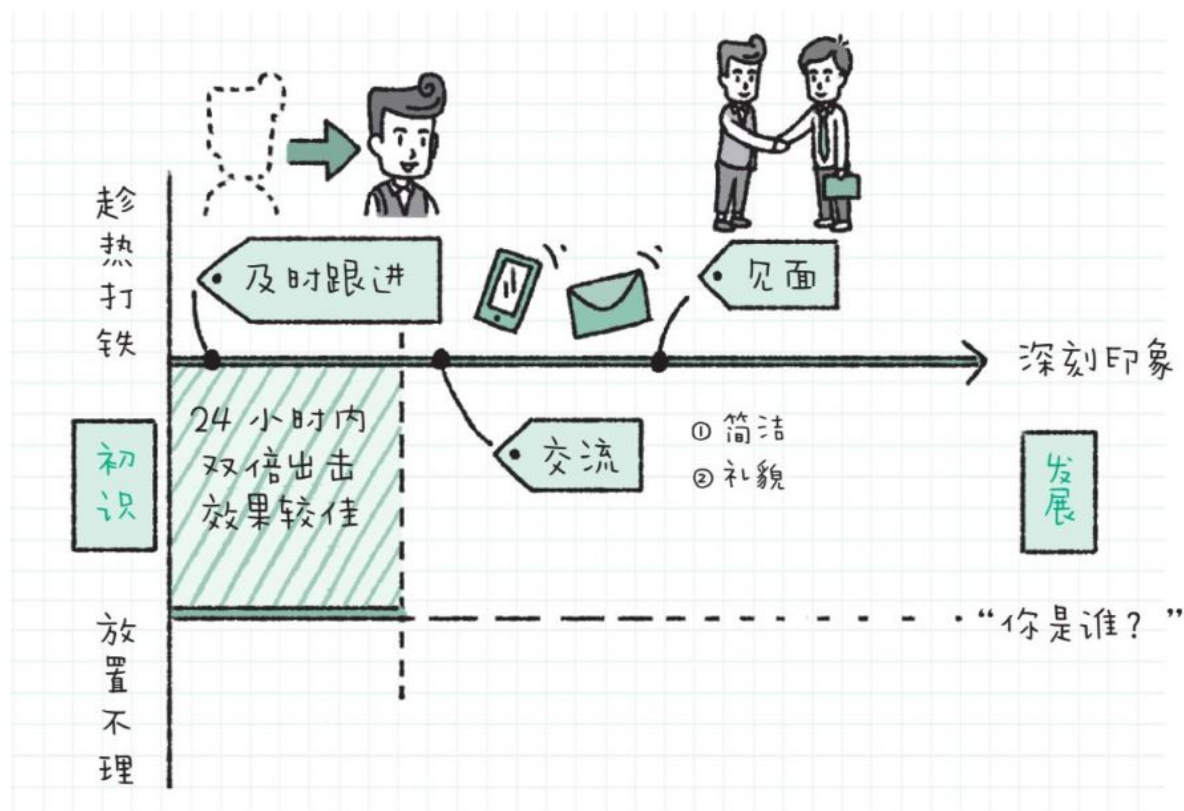 趁热打铁
及时跟进
见面
深刻印象
初识
24小时内
双倍出击
效果较佳
交流
① 简洁
② 礼貌
发展
放置不理
“你是谁？”